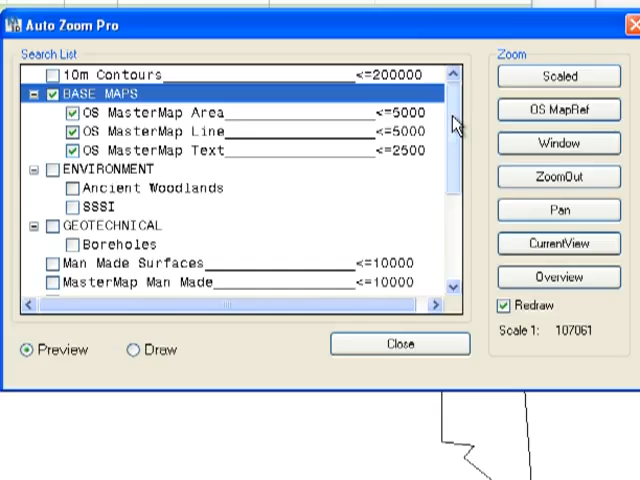 Auto Zoom Pro
Search List
10m Contours <=200000
BASE MAPS
OS MasterMap Area <=5000
OS MasterMap Line <=5000
OS MasterMap Text <=2500
ENVIRONMENT
Ancient Woodlands
SSSI
GEOTECHNICAL
Boreholes
Man Made Surfaces <=10000
MasterMap Man Made <=10000
Preview
Draw
Close
Zoom
Scaled
OS MapRef
Window
ZoomOut
Pan
CurrentView
Overview
Redraw
Scale 1: 107061